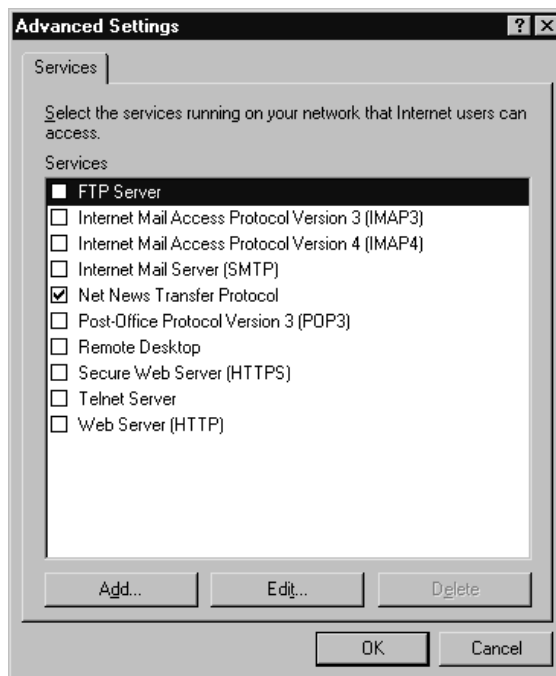 Advanced Settings
Services
Select the services running on your network that Internet users can
access.
Services
FTP Server
Internet Mail Access Protocol Version 3 (IMAP3)
Internet Mail Access Protocol Version 4 (IMAP4)
Internet Mail Server (SMTP)
Net News Transfer Protocol
Post-Office Protocol Version 3 (POP3)
Remote Desktop
Secure Web Server (HTTPS)
Telnet Server
Web Server (HTTP)
Add... Edit... Delete
OK Cancel